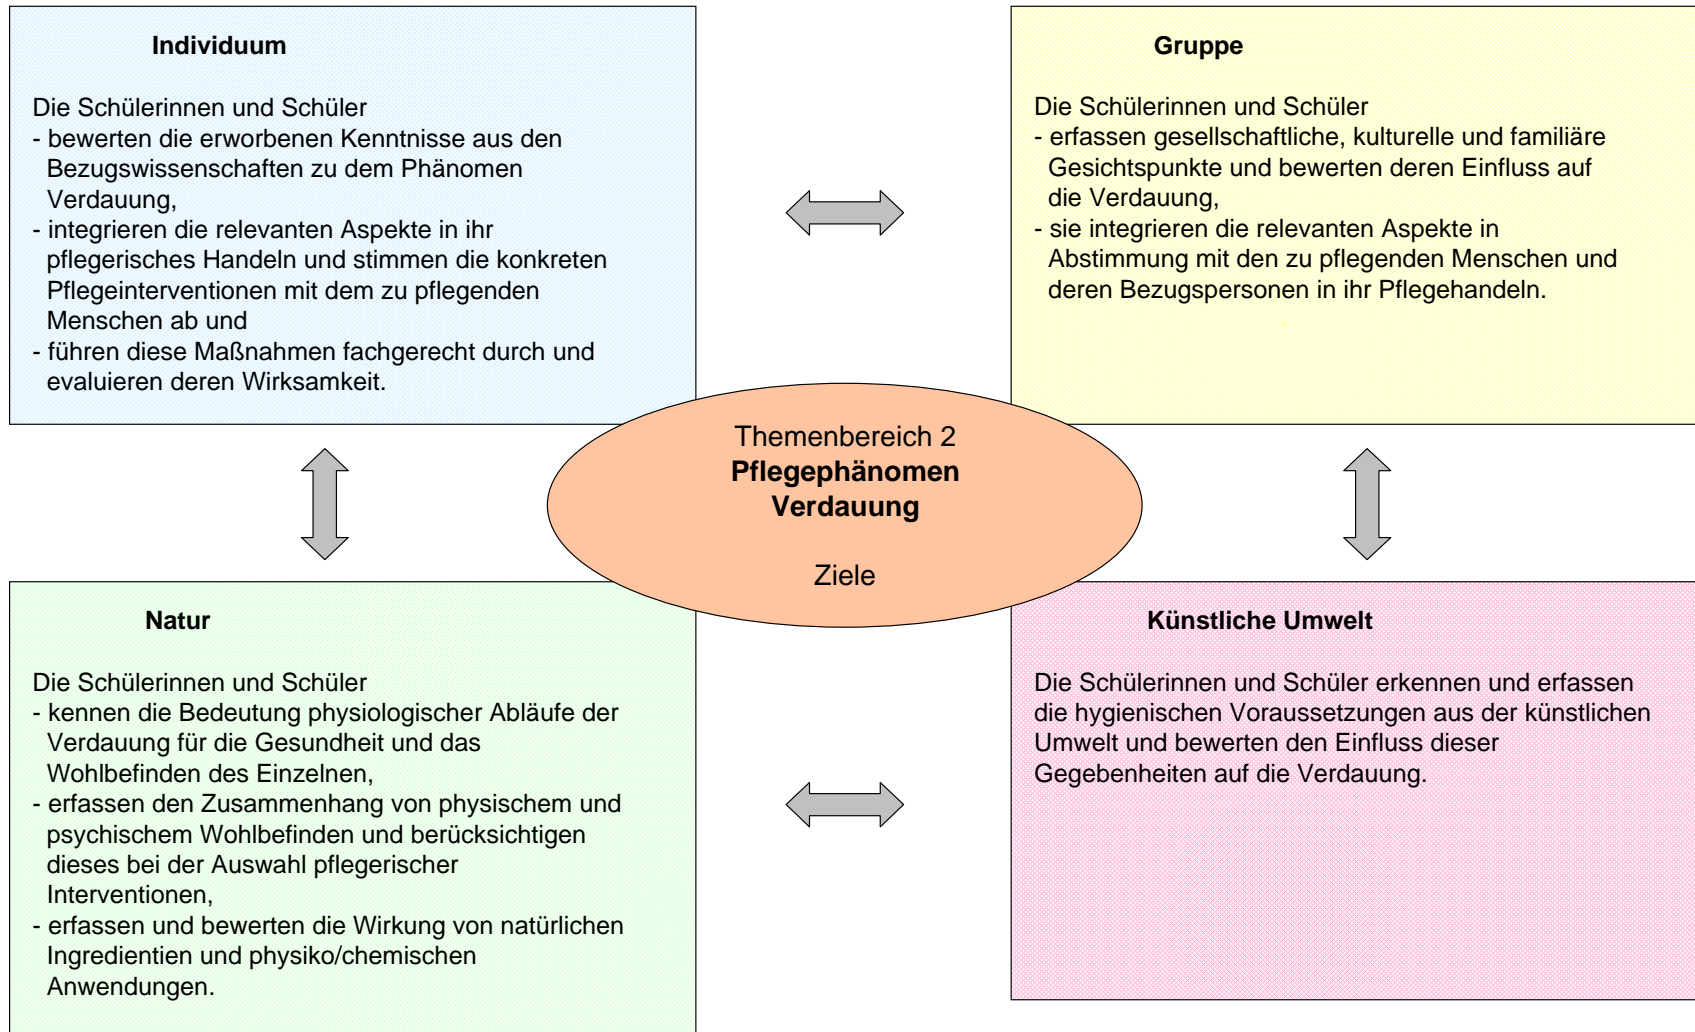 Individuum
Die Schülerinnen und Schüler
- bewerten die erworbenen Kenntnisse aus den
Bezugswissenschaften zu dem Phänomen
Verdauung,
- integrieren die relevanten Aspekte in ihr
pflegerisches Handeln und stimmen die konkreten
Pflegeinterventionen mit dem zu pflegenden
Menschen ab und
- führen diese Maßnahmen fachgerecht durch und
evaluieren deren Wirksamkeit.
Gruppe
Die Schülerinnen und Schüler
- erfassen gesellschaftliche, kulturelle und familiäre
Gesichtspunkte und bewerten deren Einfluss auf
die Verdauung,
- sie integrieren die relevanten Aspekte in
Abstimmung mit den zu pflegenden Menschen und
deren Bezugspersonen in ihr Pflegehandeln.
Themenbereich 2
Pflegephänomen
Verdauung
Ziele
Natur
Die Schülerinnen und Schüler
- kennen die Bedeutung physiologischer Abläufe der
Verdauung für die Gesundheit und das
Wohlbefinden des Einzelnen,
- erfassen den Zusammenhang von physischem und
psychischem Wohlbefinden und berücksichtigen
dieses bei der Auswahl pflegerischer
Interventionen,
- erfassen und bewerten die Wirkung von natürlichen
Ingredientien und physiko/chemischen
Anwendungen.
Künstliche Umwelt
Die Schülerinnen und Schüler erkennen und erfassen
die hygienischen Voraussetzungen aus der künstlichen
Umwelt und bewerten den Einfluss dieser
Gegebenheiten auf die Verdauung.